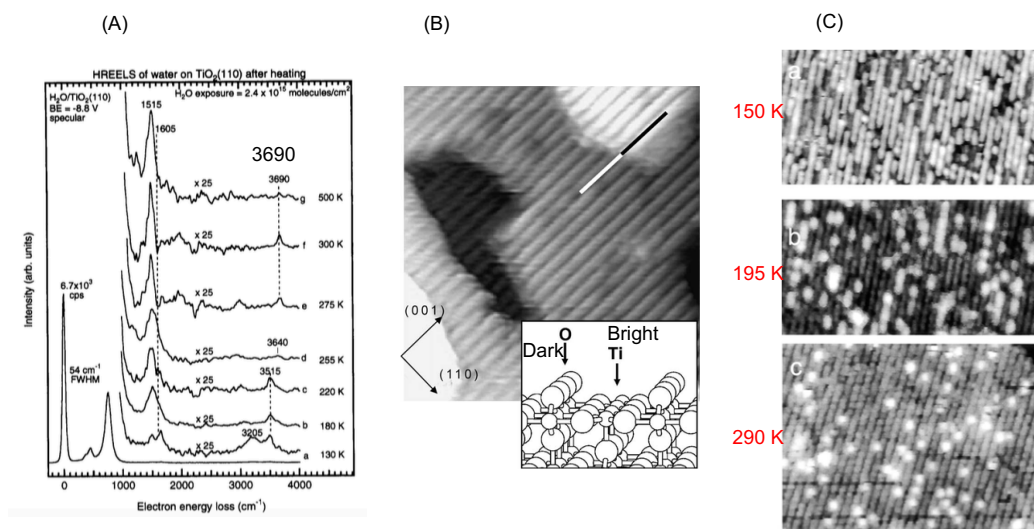 (A)
HREELS of water on TiO2(110) after heating
H2O/TiO2(110)
BE = -8.8 V
specular
H2O exposure = 2.4 x 10^15 molecules/cm^2
1515
1605
3690
3690
x 25
g 500 K
x 25
f 300 K
6.7x10^3
cps
x 25
e 275 K
3640
x 25
d 255 K
54 cm^-1
FWHM
3515
x 25
c 220 K
x 25
b 180 K
3205
x 25
a 130 K
0 1000 2000 3000 4000
Electron energy loss (cm^-1)
Intensity (arb. units)
(B)
(001)
(110)
O
Bright
Dark
Ti
(C)
a
150 K
b
195 K
c
290 K